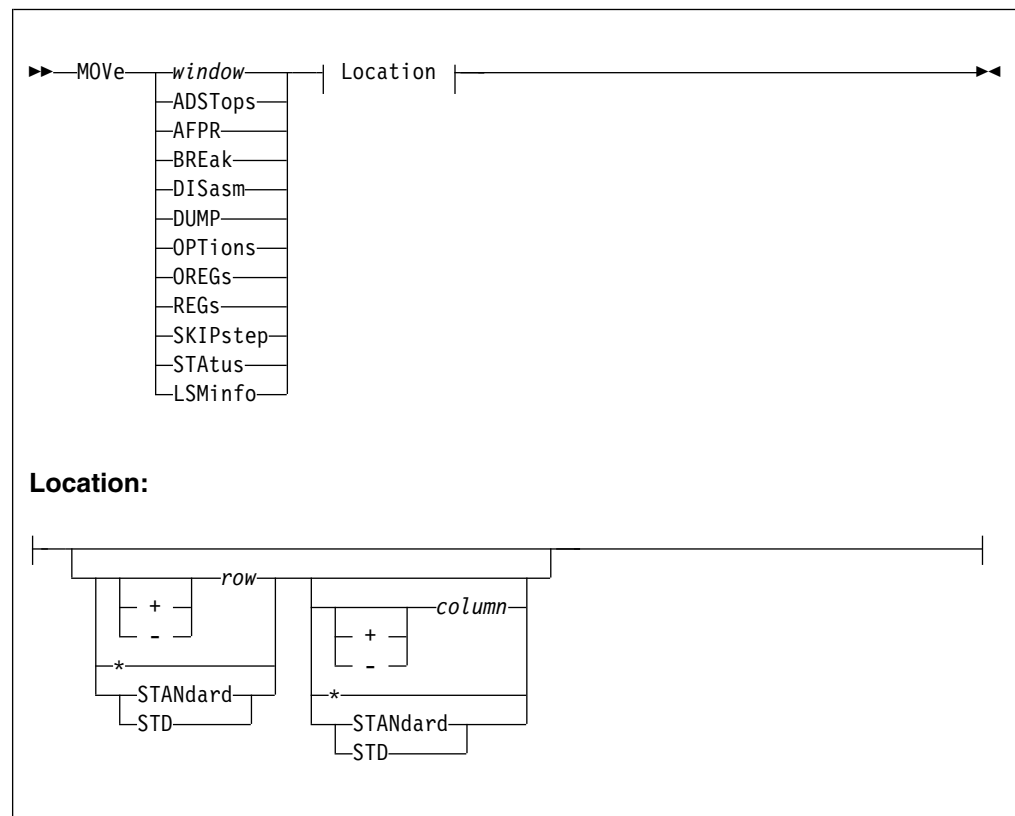 MOVe window Location
ADSTops
AFPR
BREak
DISasm
DUMP
OPTions
OREGs
REGs
SKIPstep
STAtus
LSMinfo
Location:
row
+ column
- +
-
* *
STANdard STANdard
STD STD